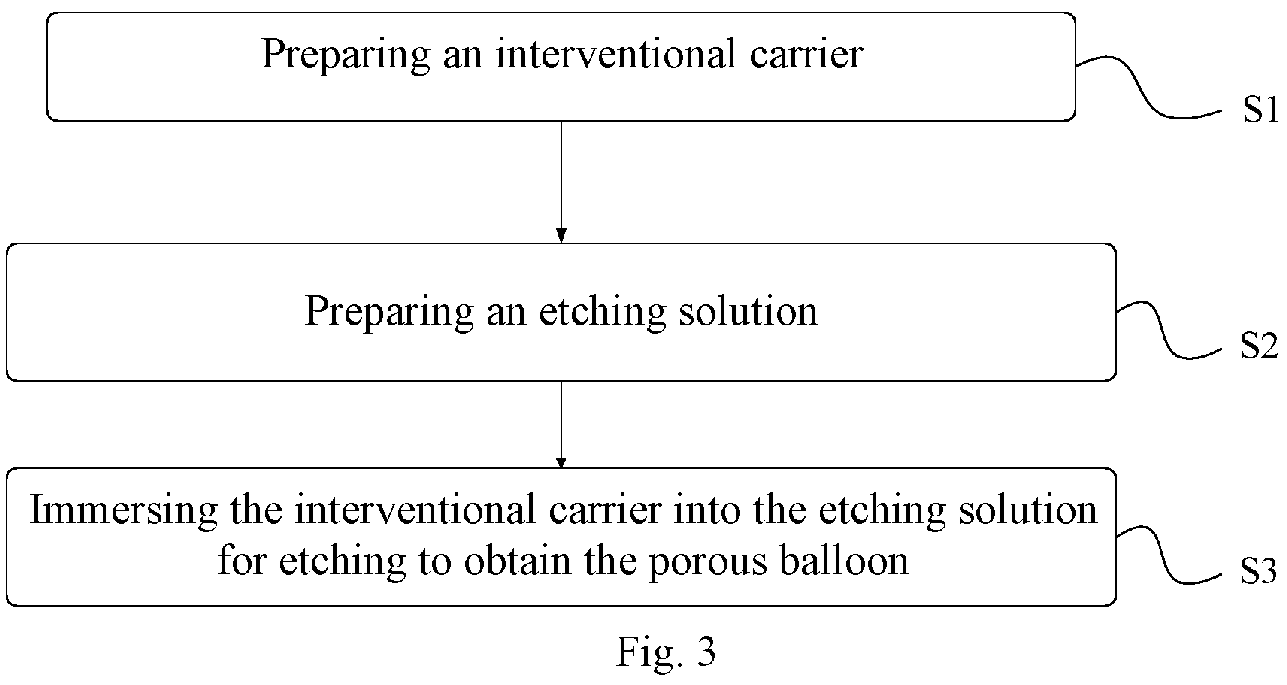 Preparing an interventional carrier
S1
Preparing an etching solution
S2
Immersing the interventional carrier into the etching solution
for etching to obtain the porous balloon
S3
Fig. 3